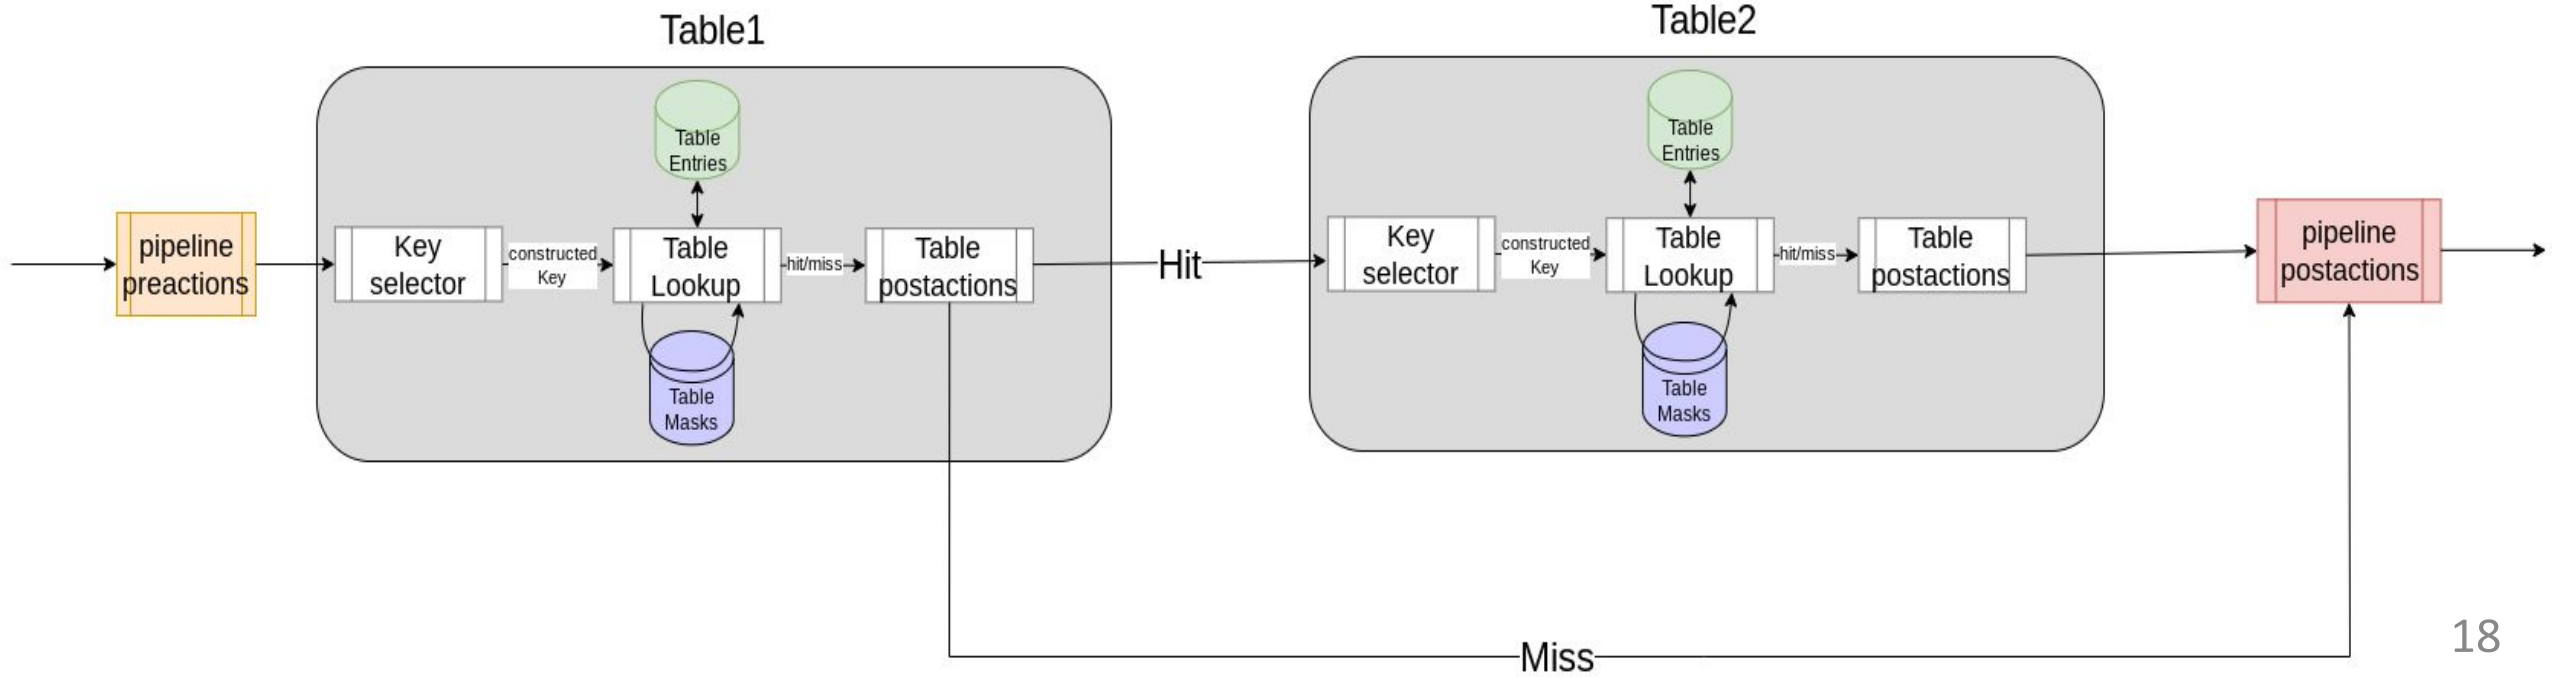 Table1
Table2
pipeline
preactions
Key
selector
constructed
Key
Table
Entries
Table
Lookup
Table
Masks
hit/miss
Table
postactions
Hit
Key
selector
constructed
Key
Table
Entries
Table
Lookup
Table
Masks
hit/miss
Table
postactions
pipeline
postactions
Miss
18